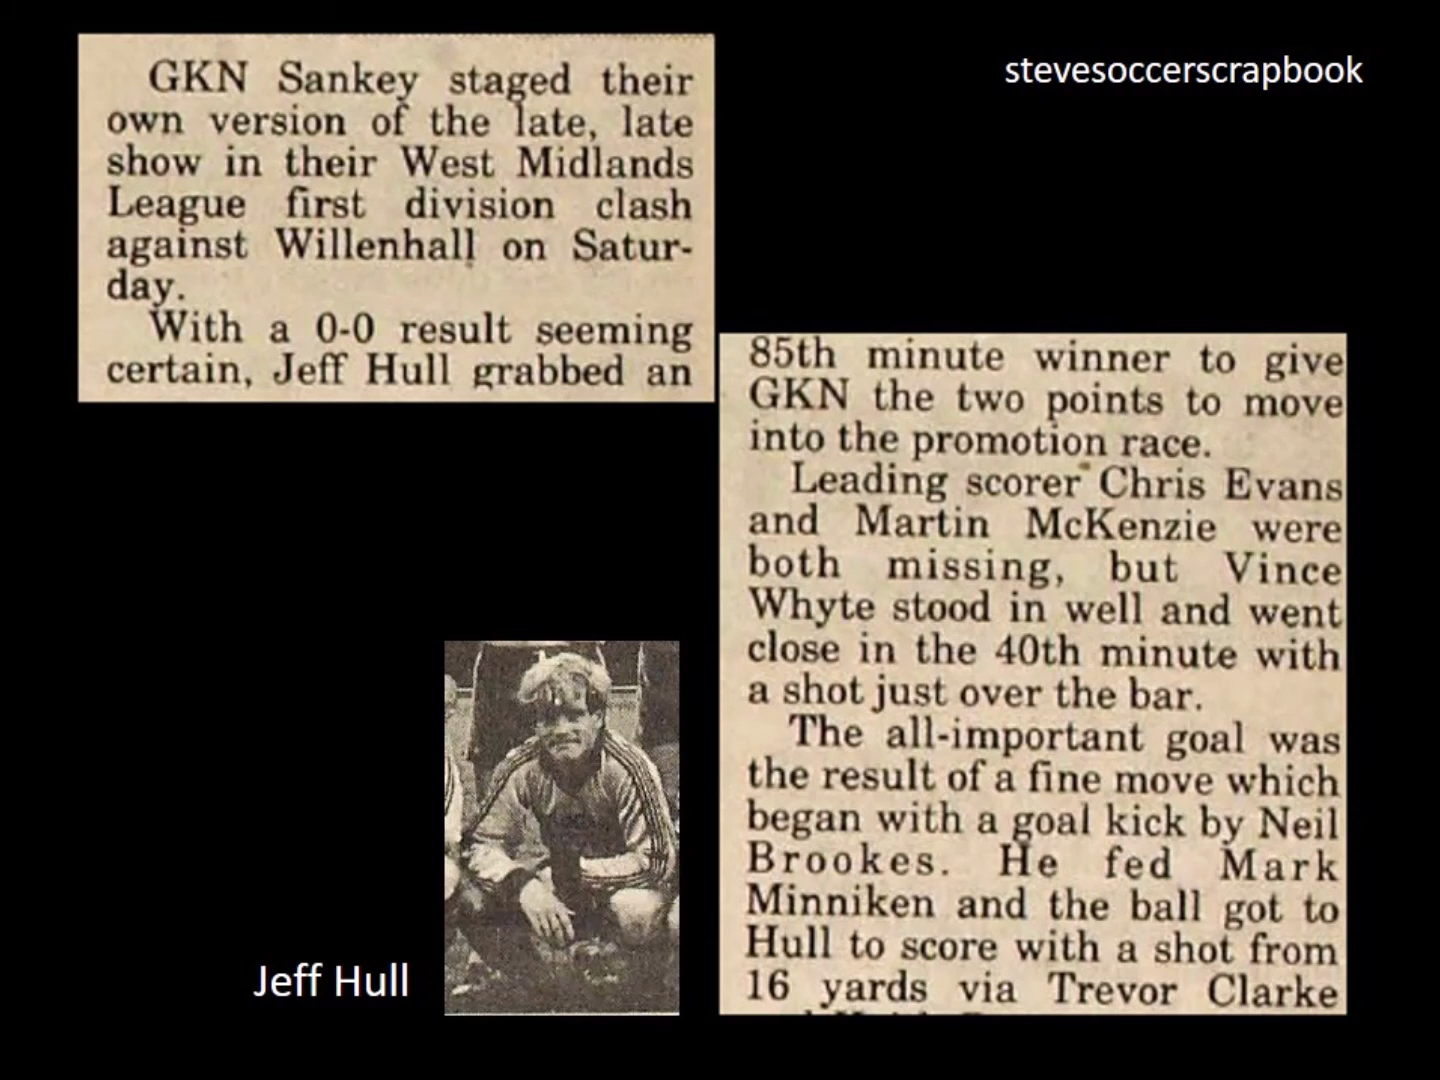 stevesoccerscrapbook
GKN Sankey staged their
own version of the late, late
show in their West Midlands
League first division clash
against Willenhall on Satur-
day.
With a 0-0 result seeming
certain, Jeff Hull grabbed an
85th minute winner to give
GKN the two points to move
into the promotion race.
Leading scorer Chris Evans
and Martin McKenzie were
both missing, but Vince
Whyte stood in well and went
close in the 40th minute with
a shot just over the bar.
The all-important goal was
the result of a fine move which
began with a goal kick by Neil
Brookes. He fed Mark
Minniken and the ball got to
Hull to score with a shot from
16 yards via Trevor Clarke
Jeff Hull